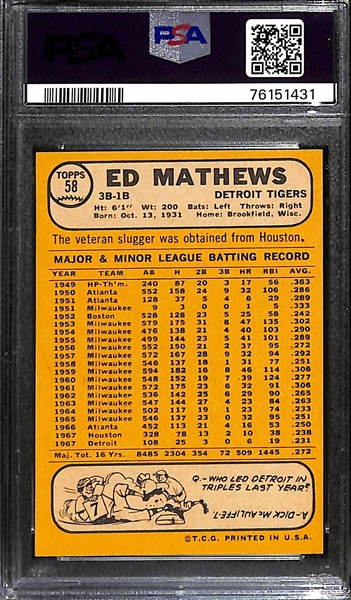 PSA
PSA
76151431
TOPPS
58
ED MATHEWS
3B-1B DETROIT TIGERS
Ht: 6'1" Wt: 200 Bats: Left Throws: Right
Born: Oct. 13, 1931 Home: Brookfield, Wisc.
The veteran slugger was obtained from Houston.
MAJOR & MINOR LEAGUE BATTING RECORD
YEAR TEAM AB H 2B 3B HR RBI AVG.
1949 HP-Th'm. 240 87 20 3 17 56 .363
1950 Atlanta 552 158 24 9 32 106 .286
1951 Atlanta 128 37 5 4 6 29 .289
1951 Milwaukee 9 3 0 0 1 5 .333
1952 Boston 528 128 23 5 25 58 .242
1953 Milwaukee 579 175 31 8 47 135 .302
1954 Milwaukee 476 138 21 4 40 103 .290
1955 Milwaukee 499 144 23 5 41 101 .289
1956 Milwaukee 552 150 21 2 37 95 .272
1957 Milwaukee 572 167 28 9 32 94 .292
1958 Milwaukee 546 137 18 1 31 77 .251
1959 Milwaukee 594 182 16 8 46 114 .306
1960 Milwaukee 548 152 19 7 39 124 .277
1961 Milwaukee 572 175 23 6 32 91 .306
1962 Milwaukee 536 142 25 6 29 90 .265
1963 Milwaukee 547 144 27 4 23 84 .263
1964 Milwaukee 502 117 19 1 23 74 .233
1965 Milwaukee 546 137 23 0 32 95 .251
1966 Atlanta 452 113 21 4 16 53 .250
1967 Houston 328 78 13 2 10 38 .238
1967 Detroit 108 25 3 0 6 19 .231
Maj. Tot. 16 Yrs. 8485 2304 354 72 509 1445 .272
Q.-WHO LED DETROIT IN
TRIPLES LAST YEAR?
A.-DICK McAULIFFE.-7.
7
©T.C.G. PRINTED IN U.S.A.